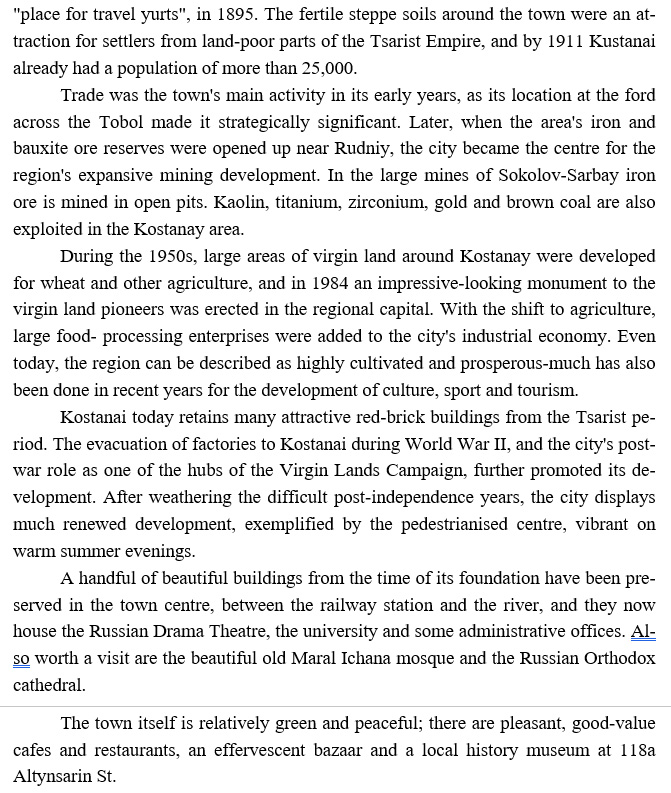 "place for travel yurts", in 1895. The fertile steppe soils around the town were an at-
traction for settlers from land-poor parts of the Tsarist Empire, and by 1911 Kustanai
already had a population of more than 25,000.
Trade was the town's main activity in its early years, as its location at the ford
across the Tobol made it strategically significant. Later, when the area's iron and
bauxite ore reserves were opened up near Rudniy, the city became the centre for the
region's expansive mining development. In the large mines of Sokolov-Sarbay iron
ore is mined in open pits. Kaolin, titanium, zirconium, gold and brown coal are also
exploited in the Kostanay area.
During the 1950s, large areas of virgin land around Kostanay were developed
for wheat and other agriculture, and in 1984 an impressive-looking monument to the
virgin land pioneers was erected in the regional capital. With the shift to agriculture,
large food- processing enterprises were added to the city's industrial economy. Even
today, the region can be described as highly cultivated and prosperous-much has also
been done in recent years for the development of culture, sport and tourism.
Kostanai today retains many attractive red-brick buildings from the Tsarist pe-
riod. The evacuation of factories to Kostanai during World War II, and the city's post-
war role as one of the hubs of the Virgin Lands Campaign, further promoted its de-
velopment. After weathering the difficult post-independence years, the city displays
much renewed development, exemplified by the pedestrianised centre, vibrant on
warm summer evenings.
A handful of beautiful buildings from the time of its foundation have been pre-
served in the town centre, between the railway station and the river, and they now
house the Russian Drama Theatre, the university and some administrative offices. Al-
so worth a visit are the beautiful old Maral Ichana mosque and the Russian Orthodox
cathedral.
The town itself is relatively green and peaceful; there are pleasant, good-value
cafes and restaurants, an effervescent bazaar and a local history museum at 118a
Altynsarin St.